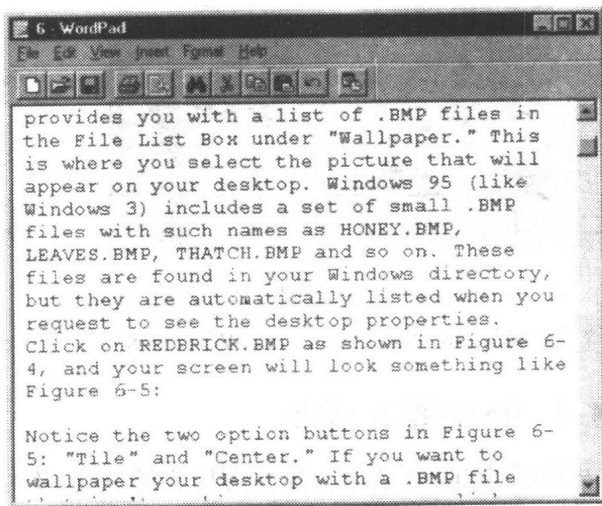 6 - WordPad
File Edit View Insert Format Help
provides you with a list of .BMP files in
the File List Box under "Wallpaper." This
is where you select the picture that will
appear on your desktop. Windows 95 (like
Windows 3) includes a set of small .BMP
files with such names as HONEY.BMP,
LEAVES.BMP, THATCH.BMP and so on. These
files are found in your Windows directory,
but they are automatically listed when you
request to see the desktop properties.
Click on REDBRICK.BMP as shown in Figure 6-
4, and your screen will look something like
Figure 6-5:
Notice the two option buttons in Figure 6-
5: "Tile" and "Center." If you want to
wallpaper your desktop with a .BMP file